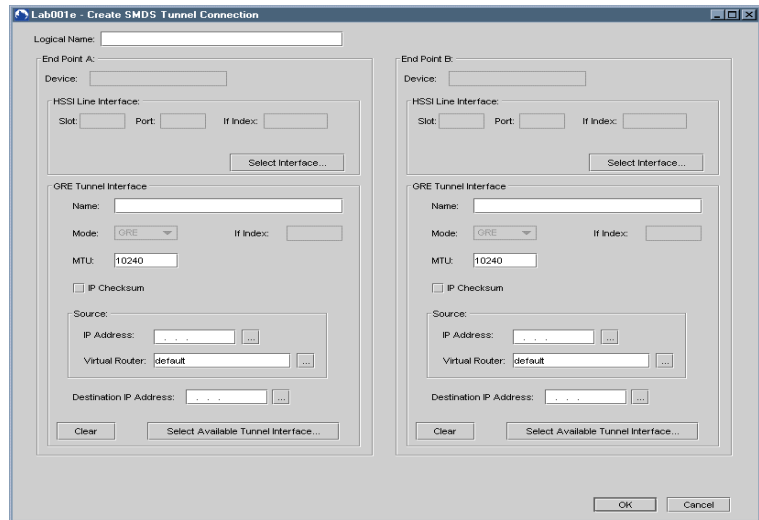 Lab001e - Create SMDS Tunnel Connection
Logical Name:
End Point A:
Device:
HSSI Line Interface:
Slot: Port: If Index:
Select Interface...
GRE Tunnel Interface
Name:
Mode: GRE If Index:
MTU: 10240
IP Checksum
Source:
IP Address: . . . ...
Virtual Router: default ...
Destination IP Address: . . . ...
Clear Select Available Tunnel Interface...
End Point B:
Device:
HSSI Line Interface:
Slot: Port: If Index:
Select Interface...
GRE Tunnel Interface
Name:
Mode: GRE If Index:
MTU: 10240
IP Checksum
Source:
IP Address: . . . ...
Virtual Router: default ...
Destination IP Address: . . . ...
Clear Select Available Tunnel Interface...
OK Cancel